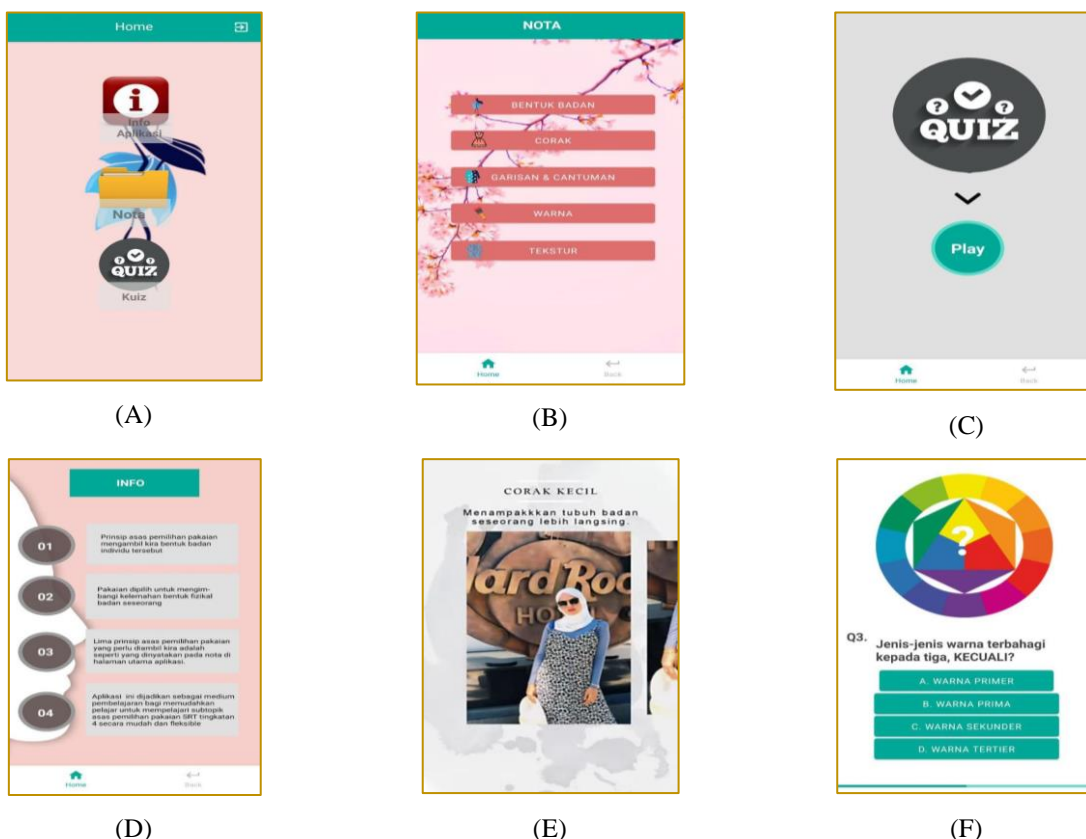 Home
Info
Aplikasi
Nota
QUIZ
Kuiz
(A)
NOTA
BENTUK BADAN
CORAK
GARISAN & CANTUMAN
WARNA
TEKSTUR
Home
Back
(B)
QUIZ
Play
Home
Back
(C)
INFO
01
Prinsip asas pemilihan pakaian
mengambil kira bentuk badan
individu tersebut
02
Pakaian dipilih untuk mengim-
bangi kelemahan bentuk fizikal
badan seseorang
03
Lima prinsip asas pemilihan pakaian
yang perlu diambil kira adalah
seperti yang dinyatakan pada nota di
halaman utama aplikasi.
04
Aplikasi ini dijadikan sebagai medium
pembelajaran bagi memudahkan
pelajar untuk mempelajari subtopik
asas pemilihan pakaian SRT tingkatan
4 secara mudah dan fleksible
Home
Back
(D)
CORAK KECIL
Menampakkkan tubuh badan
seseorang lebih langsing.
Hard Roc
HO
(E)
?
Q3. Jenis-jenis warna terbahagi
kepada tiga, KECUALI?
A. WARNA PRIMER
B. WARNA PRIMA
C. WARNA SEKUNDER
D. WARNA TERTIER
(F)